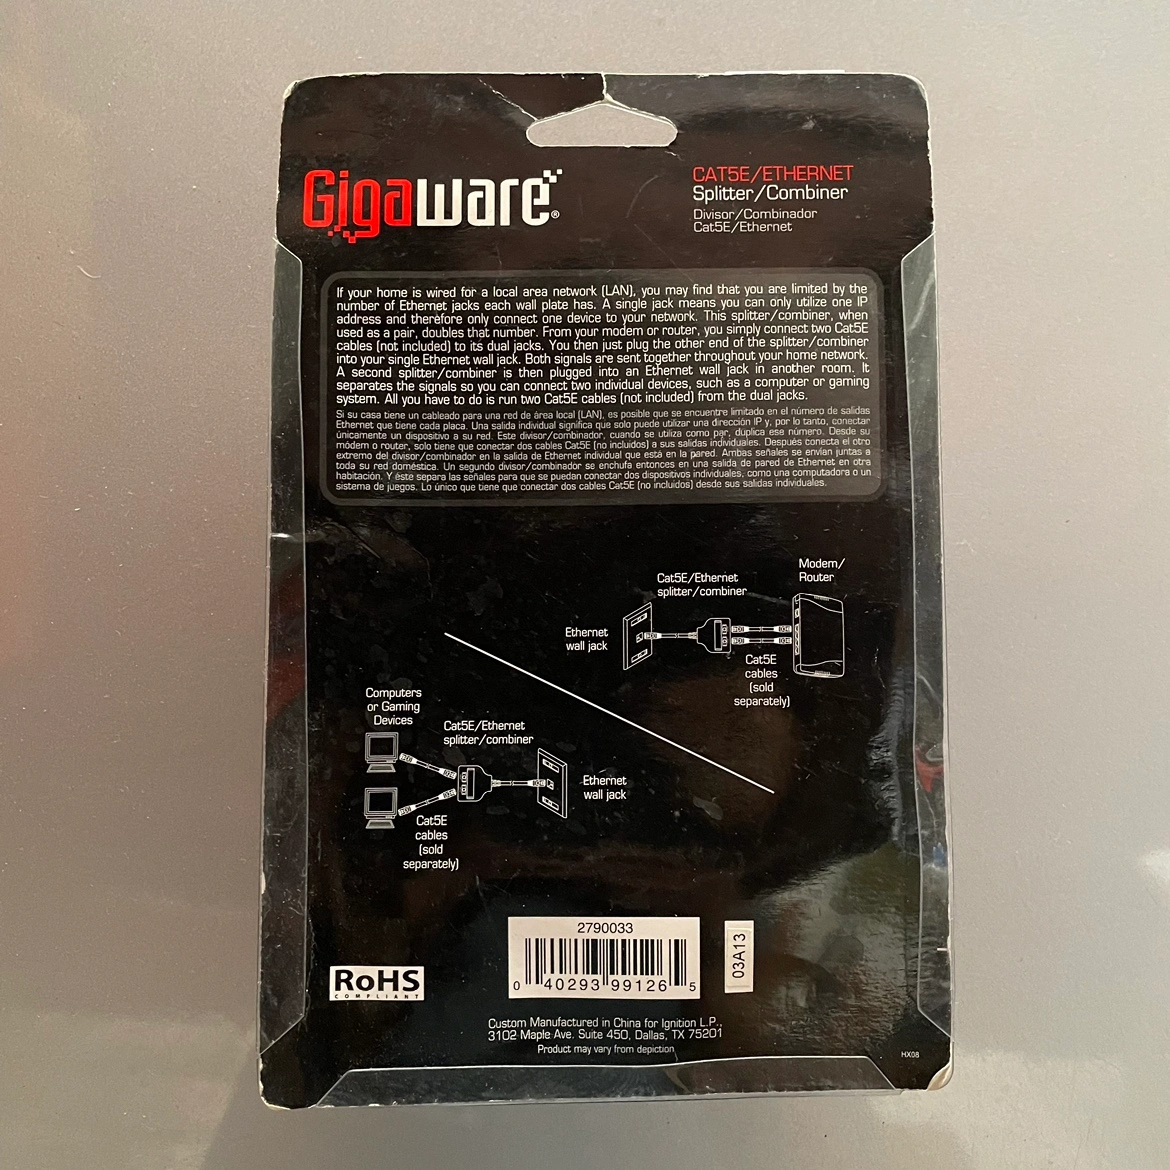 Gigaware®
CAT5E/ETHERNET
Splitter/Combiner
Divisor/Combinador
Cat5E/Ethernet
If your home is wired for a local area network (LAN), you may find that you are limited by the
number of Ethernet jacks each wall plate has. A single jack means you can only utilize one IP
address and therefore only connect one device to your network. This splitter/combiner, when
used as a pair, doubles that number. From your modem or router, you simply connect two Cat5E
cables (not included) to its dual jacks. You then just plug the other end of the splitter/combiner
into your single Ethernet wall jack. Both signals are sent together throughout your home network.
A second splitter/combiner is then plugged into an Ethernet wall jack in another room. It
separates the signals so you can connect two individual devices, such as a computer or gaming
system. All you have to do is run two Cat5E cables (not included) from the dual jacks.
Si su casa tiene un cableado para una red de área local (LAN), es posible que se encuentre limitado en el número de salidas
Ethernet que tiene cada placa. Una salida individual significa que solo puede utilizar una dirección IP y, por lo tanto, conectar
únicamente un dispositivo a su red. Este divisor/combinador, cuando se utiliza como par, duplica ese número. Desde su
módem o router, solo tiene que conectar dos cables Cat5E (no incluidos) a sus salidas individuales. Después conecta el otro
extremo del divisor/combinador en la salida de Ethernet individual que está en la pared. Ambas señales se envían juntas a
toda su red doméstica. Un segundo divisor/combinador se enchufa entonces en una salida de pared de Ethernet en otra
habitación. Y éste separa las señales para que se puedan conectar dos dispositivos individuales, como una computadora o un
sistema de juegos. Lo único que tiene que conectar dos cables Cat5E (no incluidos) desde sus salidas individuales.
Modem/
Router
Cat5E/Ethernet
splitter/combiner
Ethernet
wall jack
Cat5E
cables
(sold
separately)
Computers
or Gaming
Devices
Cat5E/Ethernet
splitter/combiner
Ethernet
wall jack
Cat5E
cables
(sold
separately)
2790033
0 40293 99126 5
03A13
RoHS
COMPLIANT
Custom Manufactured in China for Ignition L.P.,
3102 Maple Ave. Suite 450, Dallas, TX 75201
Product may vary from depiction
HX08